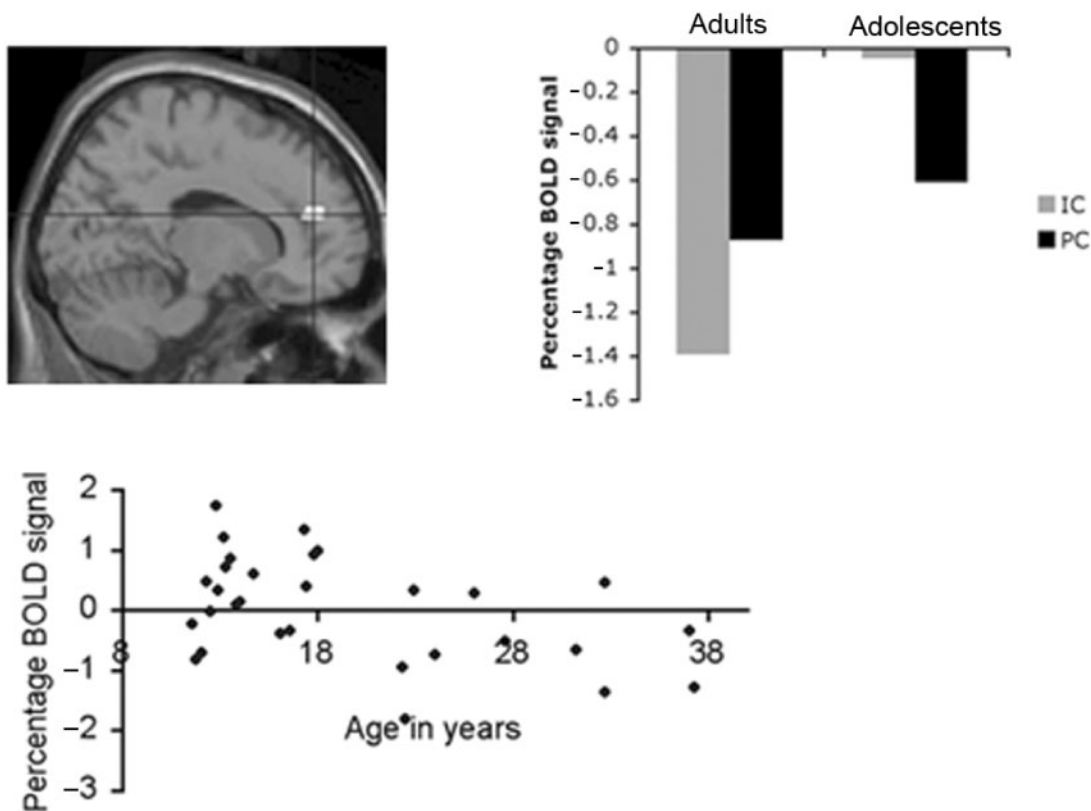 Adults Adolescents
0
−0.2
−0.4
−0.6
−0.8
−1
−1.2
−1.4
−1.6
Percentage BOLD signal
IC
PC
2
1
0
−1
−2
−3
Percentage BOLD signal
8 18 28 38
Age in years